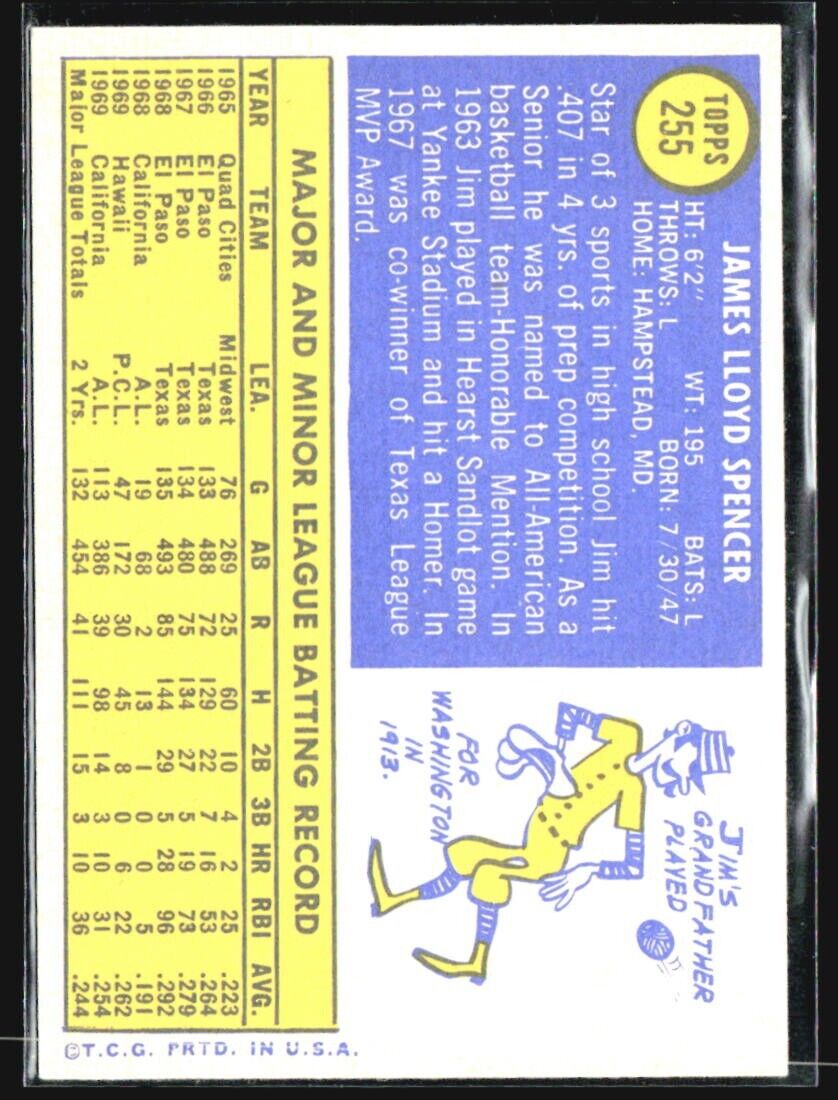 TOPPS
255
JAMES LLOYD SPENCER
HT: 6'2" WT: 195 BATS: L
THROWS: L BORN: 7/30/47
HOME: HAMPSTEAD, MD.
Star of 3 sports in high school Jim hit
.407 in 4 yrs. of prep competition. As a
Senior he was named to All-American
basketball team-Honorable Mention. In
1963 Jim played in Hearst Sandlot game
at Yankee Stadium and hit a Homer. In
1967 was co-winner of Texas League
MVP Award.
JIM'S
GRANDFATHER
PLAYED
FOR
WASHINGTON
IN
1913.
MAJOR AND MINOR LEAGUE BATTING RECORD
YEAR TEAM LEA. G AB R H 2B 3B HR RBI AVG.
1965 Quad Cities Midwest 76 269 25 60 10 4 2 25 .223
1966 El Paso Texas 133 488 72 129 22 7 16 53 .264
1967 El Paso Texas 134 480 75 134 27 5 19 73 .279
1968 El Paso Texas 135 493 85 144 29 5 28 96 .292
1968 California A.L. 19 68 2 13 1 0 0 5 .191
1969 Hawaii P.C.L. 47 172 30 45 8 0 6 22 .262
1969 California A.L. 113 386 39 98 14 3 10 31 .254
Major League Totals 2 Yrs. 132 454 41 111 15 3 10 36 .244
©T.C.G. PRTD. IN U.S.A.